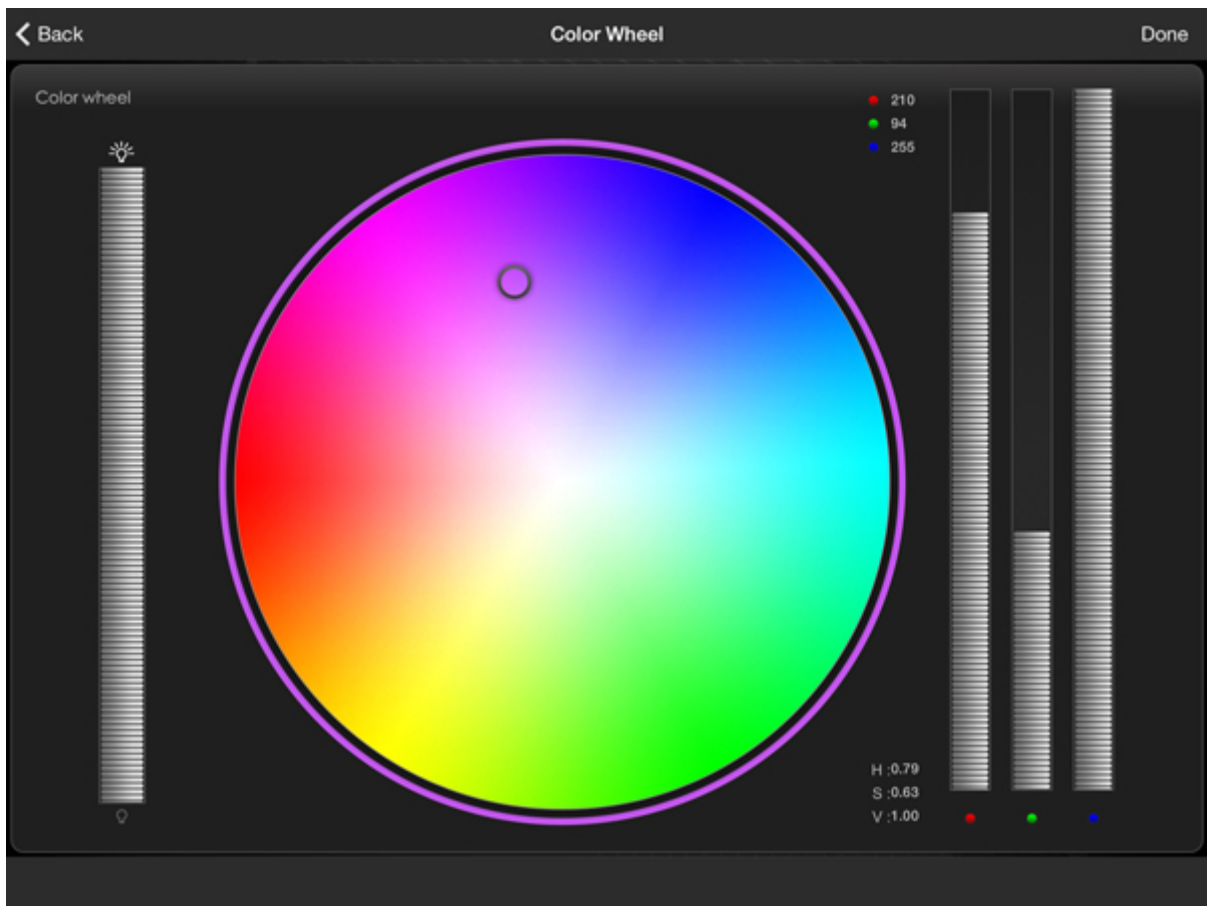 Back
Color Wheel
Done
Color wheel
210
94
255
H :0.79
S :0.63
V :1.00